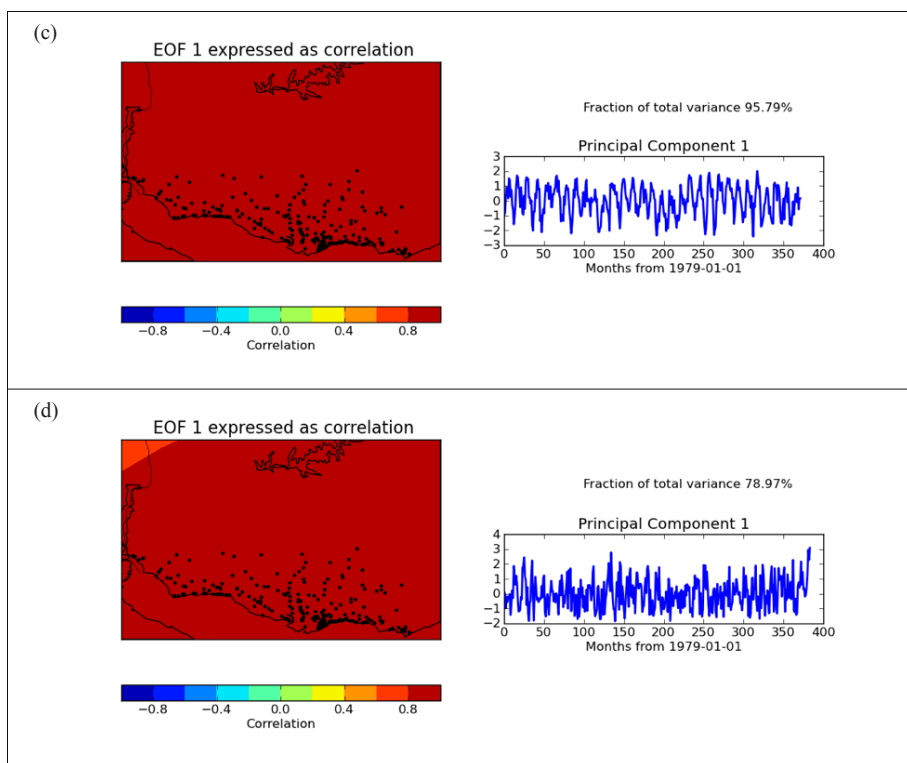 (c)
EOF 1 expressed as correlation
Fraction of total variance 95.79%
Principal Component 1
3
2
1
0
−1
−2
−3
0 50 100 150 200 250 300 350 400
Months from 1979-01-01
−0.8 −0.4 0.0 0.4 0.8
Correlation
(d)
EOF 1 expressed as correlation
Fraction of total variance 78.97%
Principal Component 1
4
3
2
1
0
−1
−2
0 50 100 150 200 250 300 350 400
Months from 1979-01-01
−0.8 −0.4 0.0 0.4 0.8
Correlation